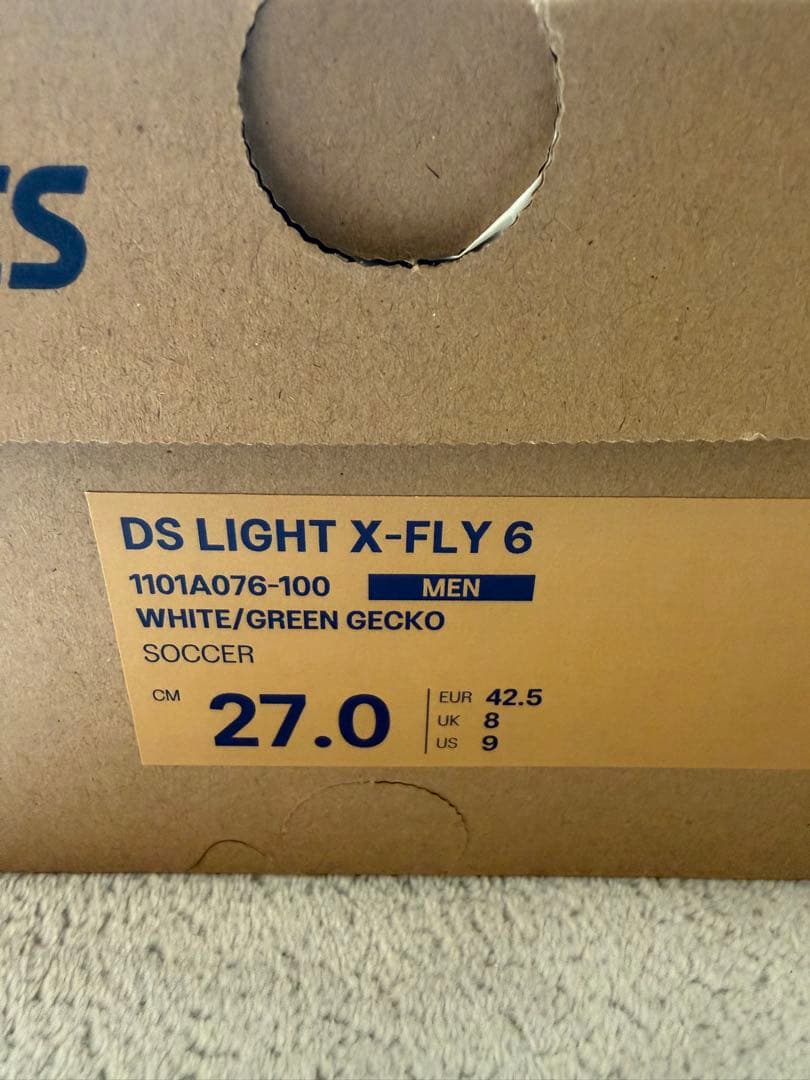 CS
DS LIGHT X-FLY 6
1101A076-100 MEN
WHITE/GREEN GECKO
SOCCER
CM 27.0
EUR 42.5
UK 8
US 9